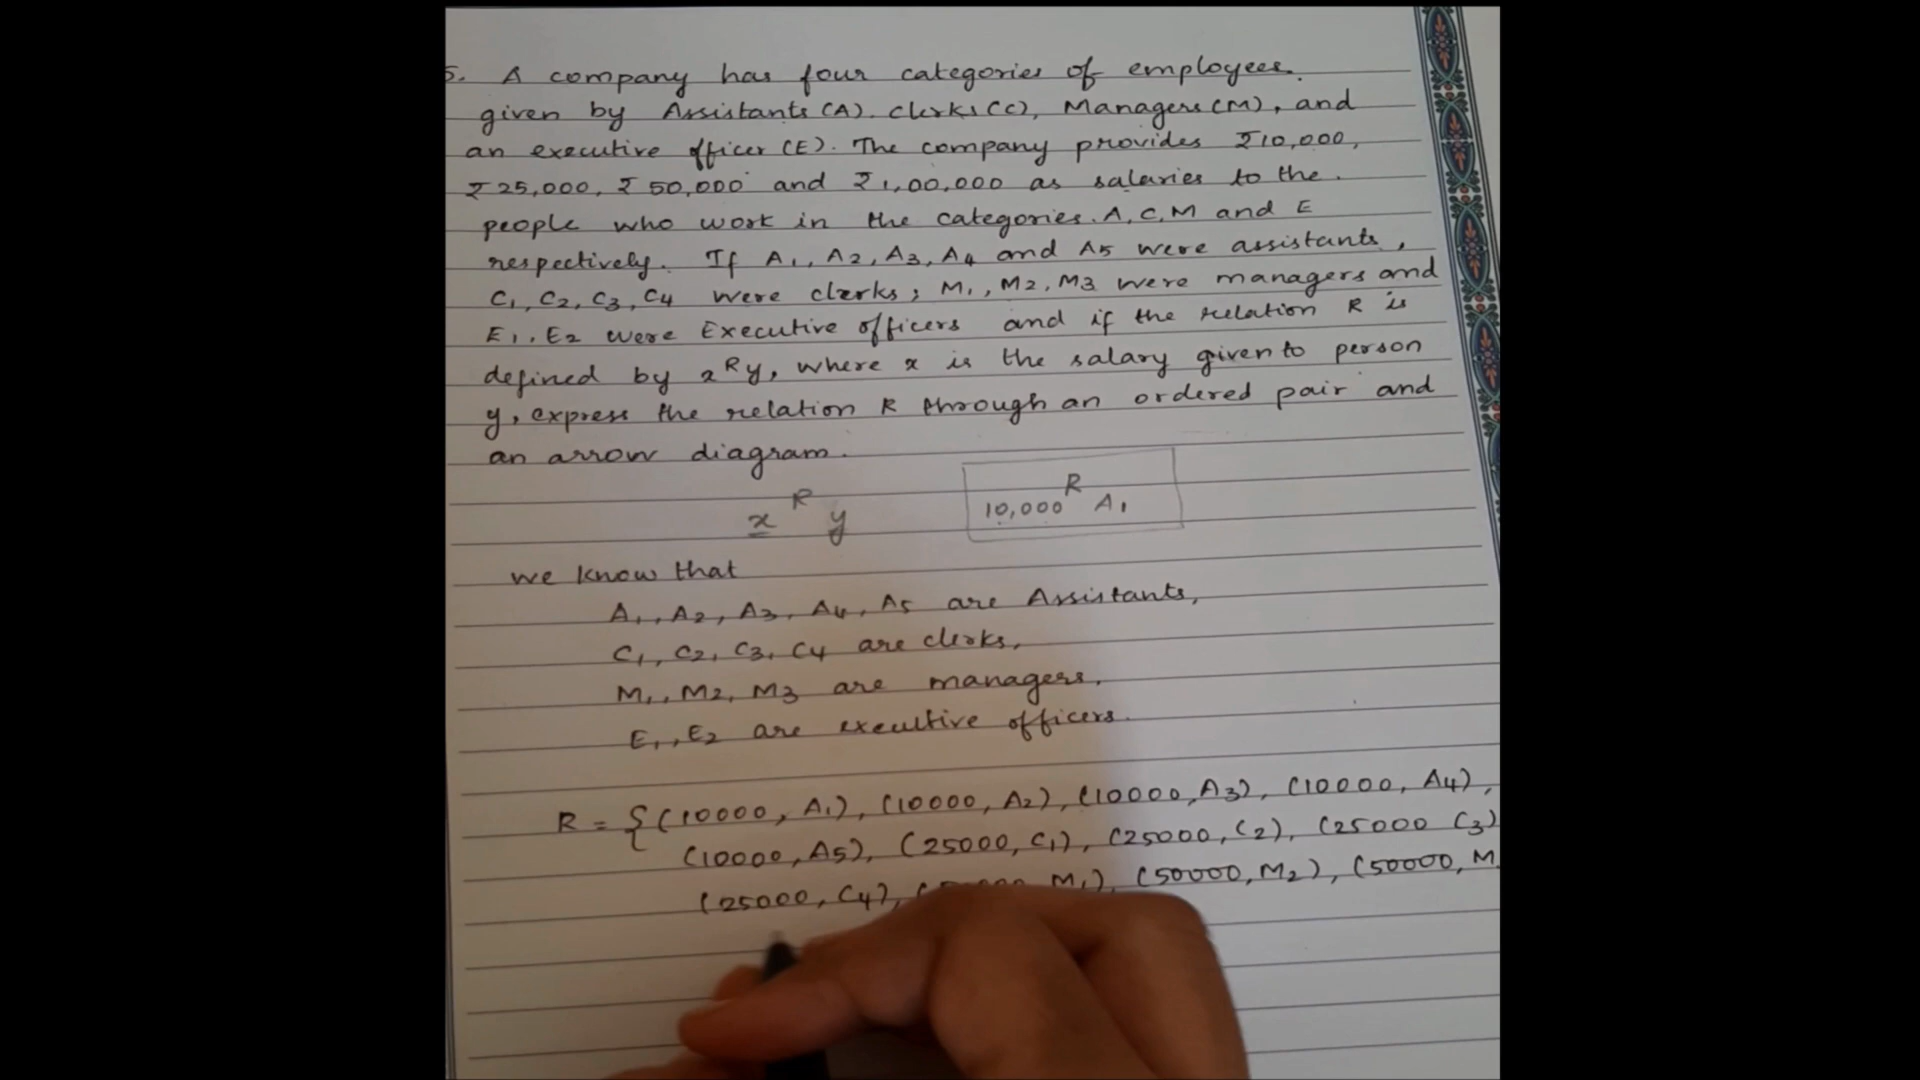 5. A company has four categories of employees.
given by Assistants (A). Clerks (C), Managers (M), and
an executive officer (E). The company provides ₹10,000,
₹25,000, ₹50,000 and ₹1,00,000 as salaries to the.
people who work in the categories. A, C, M and E
respectively. If A1, A2, A3, A4 and A5 were assistants,
C1, C2, C3, C4 were clerks; M1, M2, M3 were managers and
E1, E2 were Executive officers and if the relation R is
defined by xRy, where x is the salary given to person
y, express the relation R through an ordered pair and
an arrow diagram.
x R y
10,000 R A1
we know that
A1, A2, A3, A4, A5 are Assistants,
C1, C2, C3, C4 are clerks,
M1, M2, M3 are managers,
E1, E2 are executive officers.
R = {(10000, A1), (10000, A2), (10000, A3), (10000, A4),
(10000, A5), (25000, C1), (25000, C2), (25000 C3)
(25000, C4), M1), (50000, M2), (50000, M